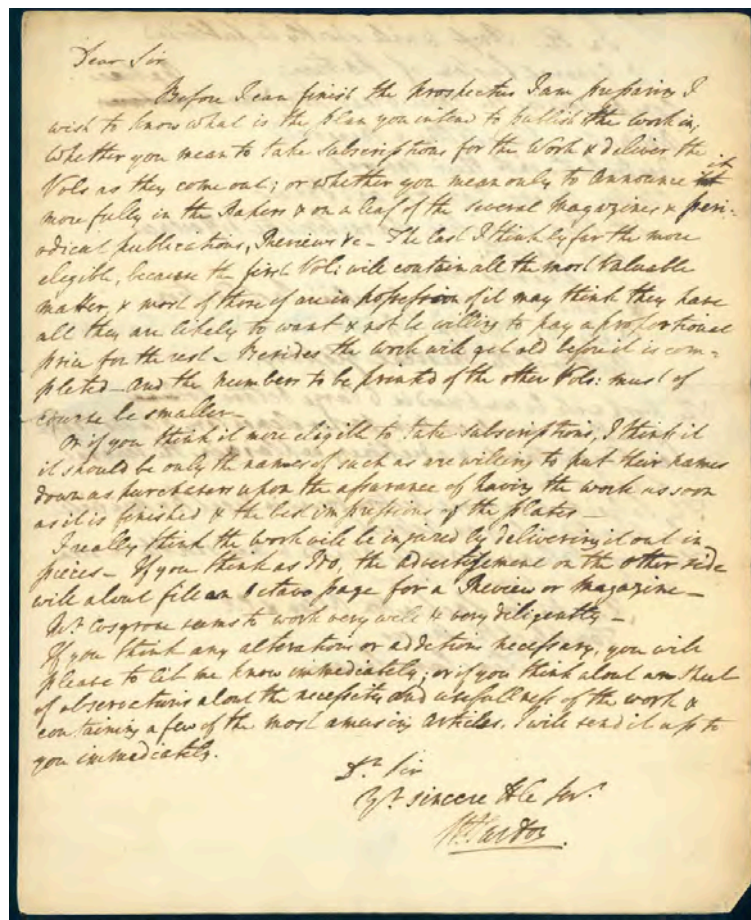 Dear Sir
Before I can finish the Prospectus I am preparing I
wish to know what is the plan you intend to publish the work in,
Whether you mean to take Subscriptions for the Work & deliver the
Vols as they come out; or whether you mean only to Announce it
more fully in the Papers & on a leaf of the several Magazines & peri-
odical publications, Reviews &c - The last I think by far the more
elegible, because the first Vol: will contain all the most Valuable
matter, & most of those if are in possession of it may think they have
all they are likely to want & not be willing to pay a proportional
price for the rest - Besides the work will get old before it is com-
pleted - and the numbers to be printed of the other Vols: must of
course be smaller -
Or if you think it more eligible to take subscriptions, I think it
it should be only the names of such as are willing to put their names
down as purchasers upon the assurance of having the work as soon
as it is finished & the best impressions of the plates -
I really think the work will be injured by delivering it out in
pieces - If you think as I do, the advertisement on the other side
will about fill an Octavo page for a Review or Magazine -
Mr. Cosgrove seems to work very well & very diligently -
If you think any alterations or additions necessary, you will
please to let me know immediately; or if you think about a sheet
of observations about the necessity and usefullness of the work &
containing a few of the most amusing articles. I will send it up to
you immediately.
Dr. Sir
Yr. sincere Hle Servt.